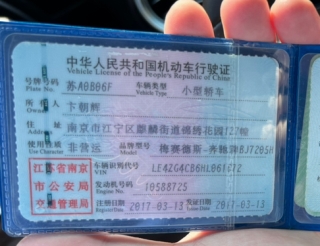 中华人民共和国机动车行驶证
Vehicle License of the People's Republic of China
号牌号码 Plate No. 苏A0B06F 车辆类型 Vehicle Type 小型轿车
所有人 Owner 卞朝辉
住址 Address 南京市江宁区麒麟街道锦绣花园127幢
使用性质 Use Character 非营运 品牌型号 Model 梅赛德斯-奔驰牌BJ7205H
江苏省南京市公安局交通管理局
车辆识别代号 VIN
发动机号码 Engine No. 10588725
注册日期 Register Date 2017-03-13 发证日期 Issue Date 2017-03-13